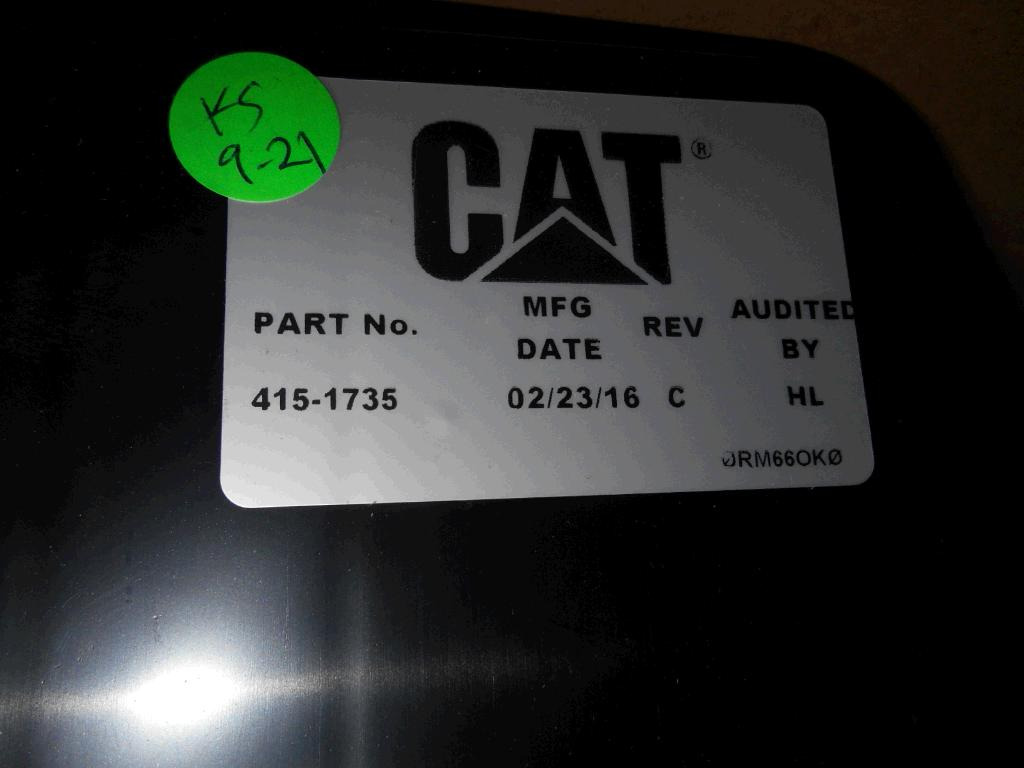 KS
9-21
CAT®
PART No.
MFG
DATE
REV
AUDITED
BY
415-1735 02/23/16 C HL
ØRM66OKØ